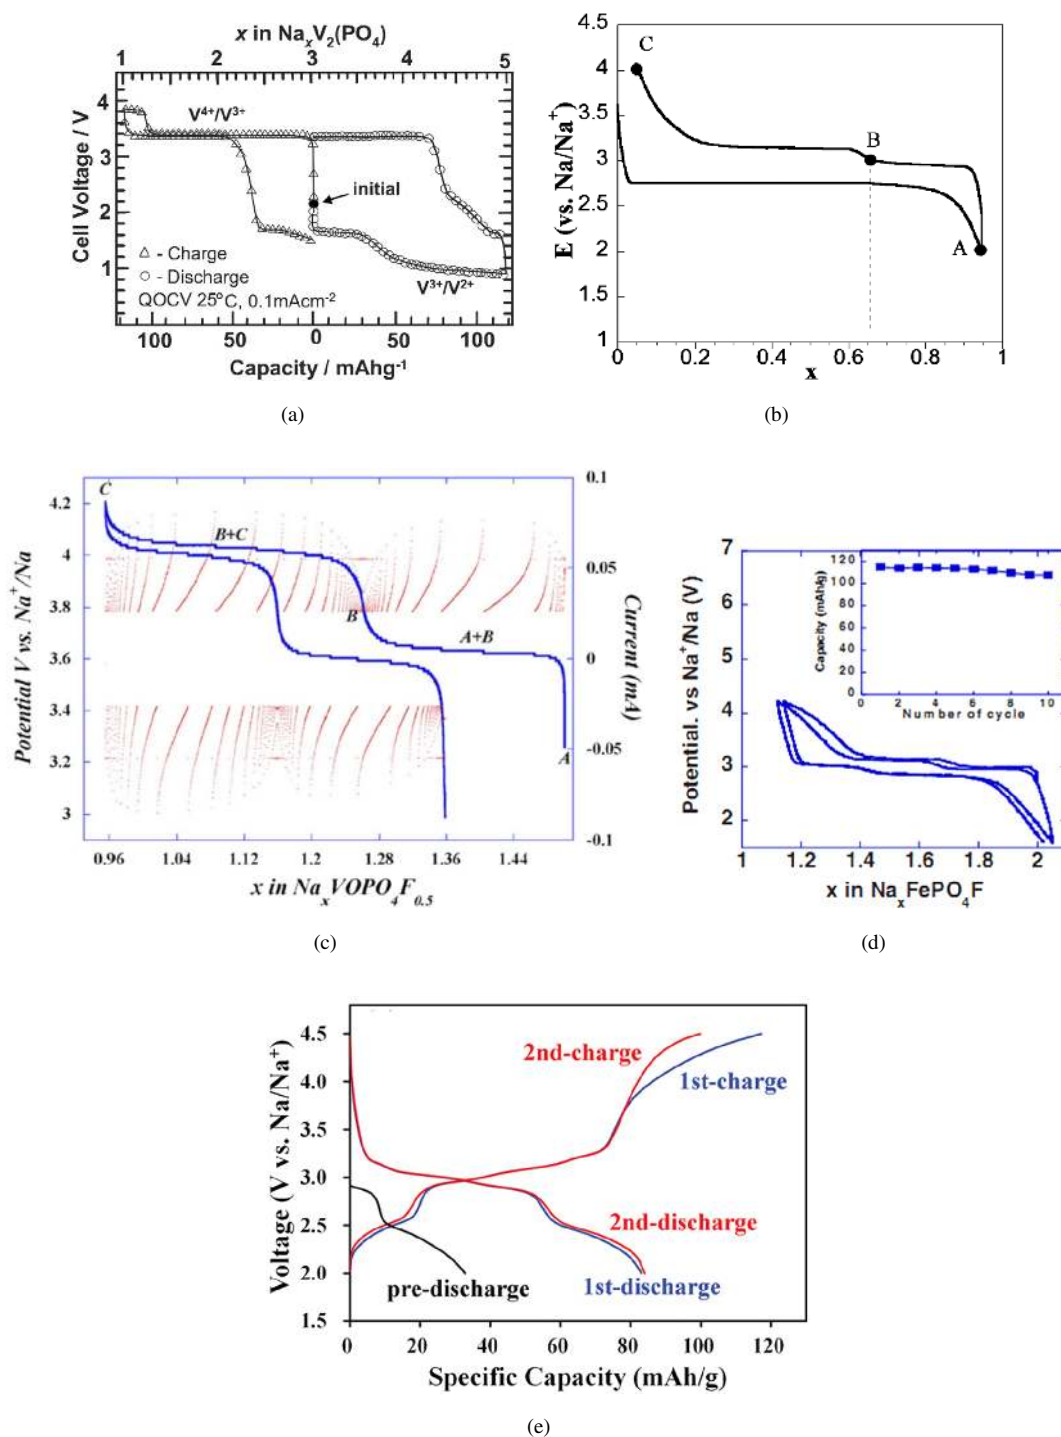 x in NaxV2(PO4)
1 2 3 4 5
Cell Voltage / V
4
3
2
1
V4+/V3+
initial
△ - Charge
○ - Discharge
V3+/V2+
QOCV 25°C, 0.1mAcm-2
100 50 0 50 100
Capacity / mAhg-1
(a)
E (vs. Na/Na+)
4.5
4
3.5
3
2.5
2
1.5
1
C
B
A
0 0.2 0.4 0.6 0.8 1
x
(b)
Potential V vs. Na+/Na
4.2
4
3.8
3.6
3.4
3.2
3
C
B+C
B
A+B
A
0.1
0.05
0
-0.05
-0.1
Current (mA)
0.96 1.04 1.12 1.2 1.28 1.36 1.44
x in NaxVOPO4F0.5
(c)
Potential. vs Na+/Na (V)
7
6
5
4
3
2
Capacity (mAh/g)
120
100
80
60
40
20
0
0 2 4 6 8 10
Number of cycle
1 1.2 1.4 1.6 1.8 2
x in NaxFePO4F
(d)
Voltage (V vs. Na/Na+)
4.5
4.0
3.5
3.0
2.5
2.0
1.5
2nd-charge
1st-charge
2nd-discharge
pre-discharge
1st-discharge
0 20 40 60 80 100 120
Specific Capacity (mAh/g)
(e)